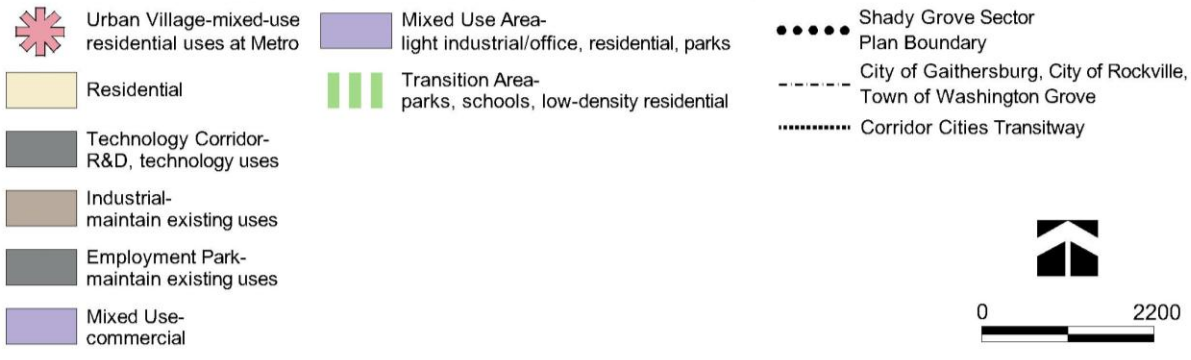 Urban Village-mixed-use
residential uses at Metro
Residential
Technology Corridor-
R&D, technology uses
Industrial-
maintain existing uses
Employment Park-
maintain existing uses
Mixed Use-
commercial
Mixed Use Area-
light industrial/office, residential, parks
Transition Area-
parks, schools, low-density residential
Shady Grove Sector
Plan Boundary
City of Gaithersburg, City of Rockville,
Town of Washington Grove
Corridor Cities Transitway
0 2200